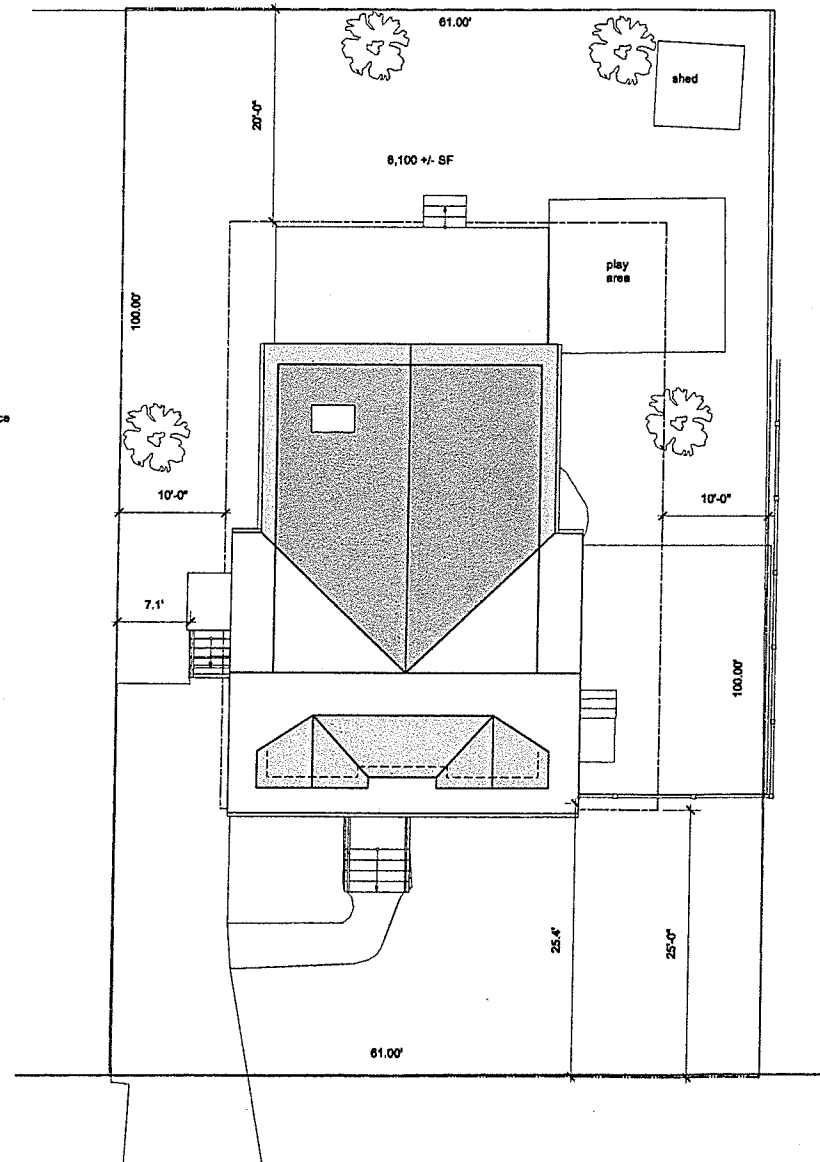 61.00'
shed
20'-0"
6,100 +/- SF
play
area
100.00'
ce
10'-0"
10'-0"
7.1'
100.00'
25.4'
25'-0"
61.00'